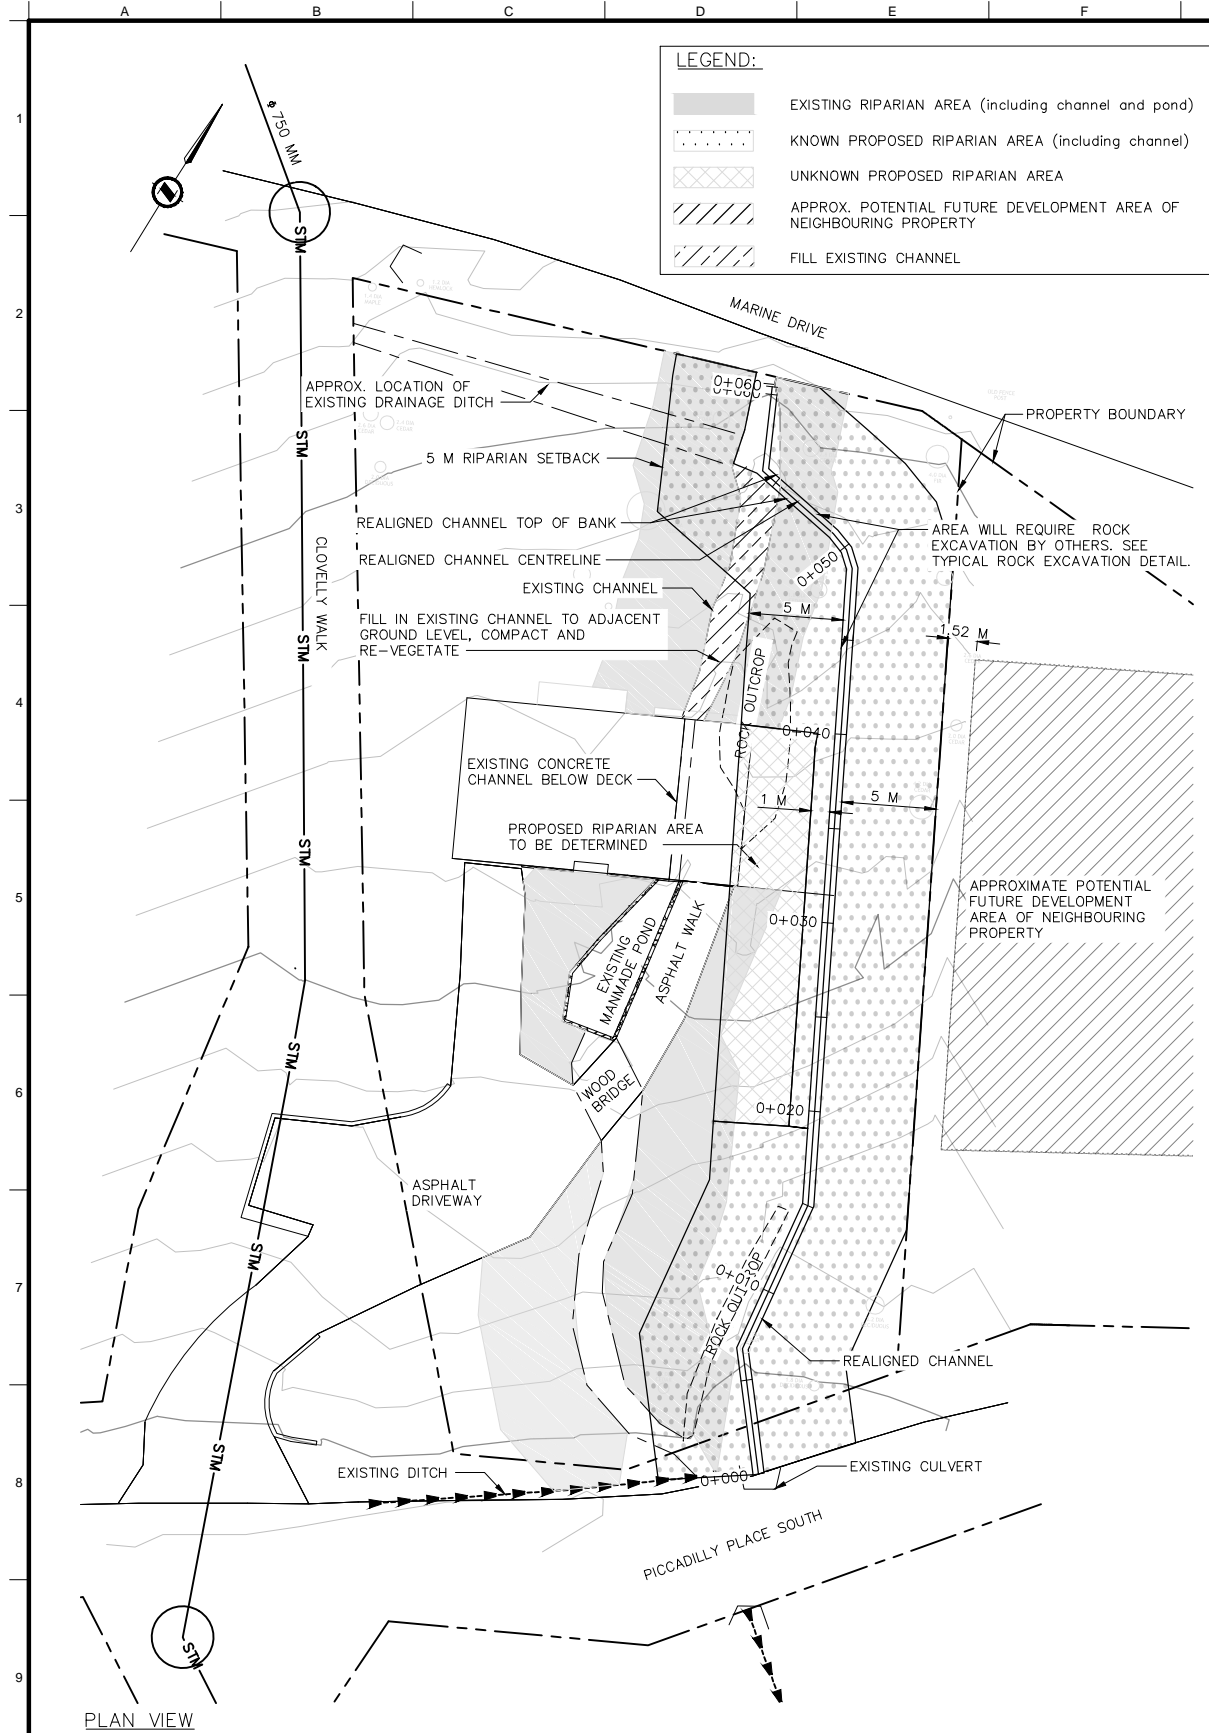 A B C D E F
1
2
3
4
5
6
7
8
9
LEGEND:
EXISTING RIPARIAN AREA (including channel and pond)
KNOWN PROPOSED RIPARIAN AREA (including channel)
UNKNOWN PROPOSED RIPARIAN AREA
APPROX. POTENTIAL FUTURE DEVELOPMENT AREA OF
NEIGHBOURING PROPERTY
FILL EXISTING CHANNEL
Φ 750 MM
STM
MARINE DRIVE
APPROX. LOCATION OF
EXISTING DRAINAGE DITCH
0+060
PROPERTY BOUNDARY
STM
5 M RIPARIAN SETBACK
REALIGNED CHANNEL TOP OF BANK
AREA WILL REQUIRE ROCK
EXCAVATION BY OTHERS. SEE
TYPICAL ROCK EXCAVATION DETAIL.
REALIGNED CHANNEL CENTRELINE
0+050
CLOVELLY WALK
EXISTING CHANNEL
5 M
FILL IN EXISTING CHANNEL TO ADJACENT
GROUND LEVEL, COMPACT AND
RE-VEGETATE
1.52 M
STM
ROCK OUTCROP
0+040
EXISTING CONCRETE
CHANNEL BELOW DECK
1 M
5 M
PROPOSED RIPARIAN AREA
TO BE DETERMINED
STM
APPROXIMATE POTENTIAL
FUTURE DEVELOPMENT
AREA OF NEIGHBOURING
PROPERTY
0+030
EXISTING
MANMADE POND
ASPHALT WALK
STM
WOOD
BRIDGE
0+020
ASPHALT
DRIVEWAY
STM
0+010
ROCK OUTCROP
REALIGNED CHANNEL
STM
EXISTING DITCH
0+000
EXISTING CULVERT
PICCADILLY PLACE SOUTH
STM
PLAN VIEW